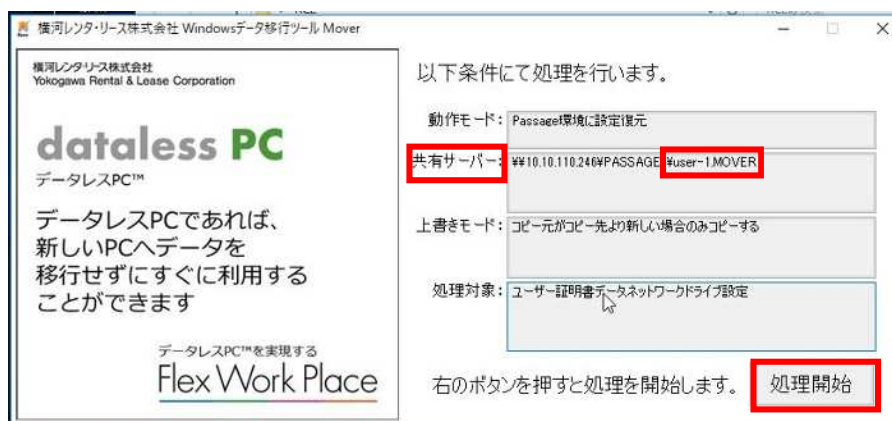 横河レンタ・リース株式会社 Windowsデータ移行ツール Mover
横河レンタ・リース株式会社
Yokogawa Rental & Lease Corporation
dataless PC
データレスPC™
データレスPCであれば、
新しいPCへデータを
移行せずにすぐに利用する
ことができます
データレスPC™を実現する
Flex Work Place
以下条件にて処理を行います。
動作モード: Passage環境に設定復元
共有サーバー: ¥¥10.10.110.246¥PASSAGE¥user-1.MOVER
上書きモード: コピー元がコピー先より新しい場合のみコピーする
処理対象: ユーザー証明書データネットワークドライブ設定
右のボタンを押すと処理を開始します。 処理開始